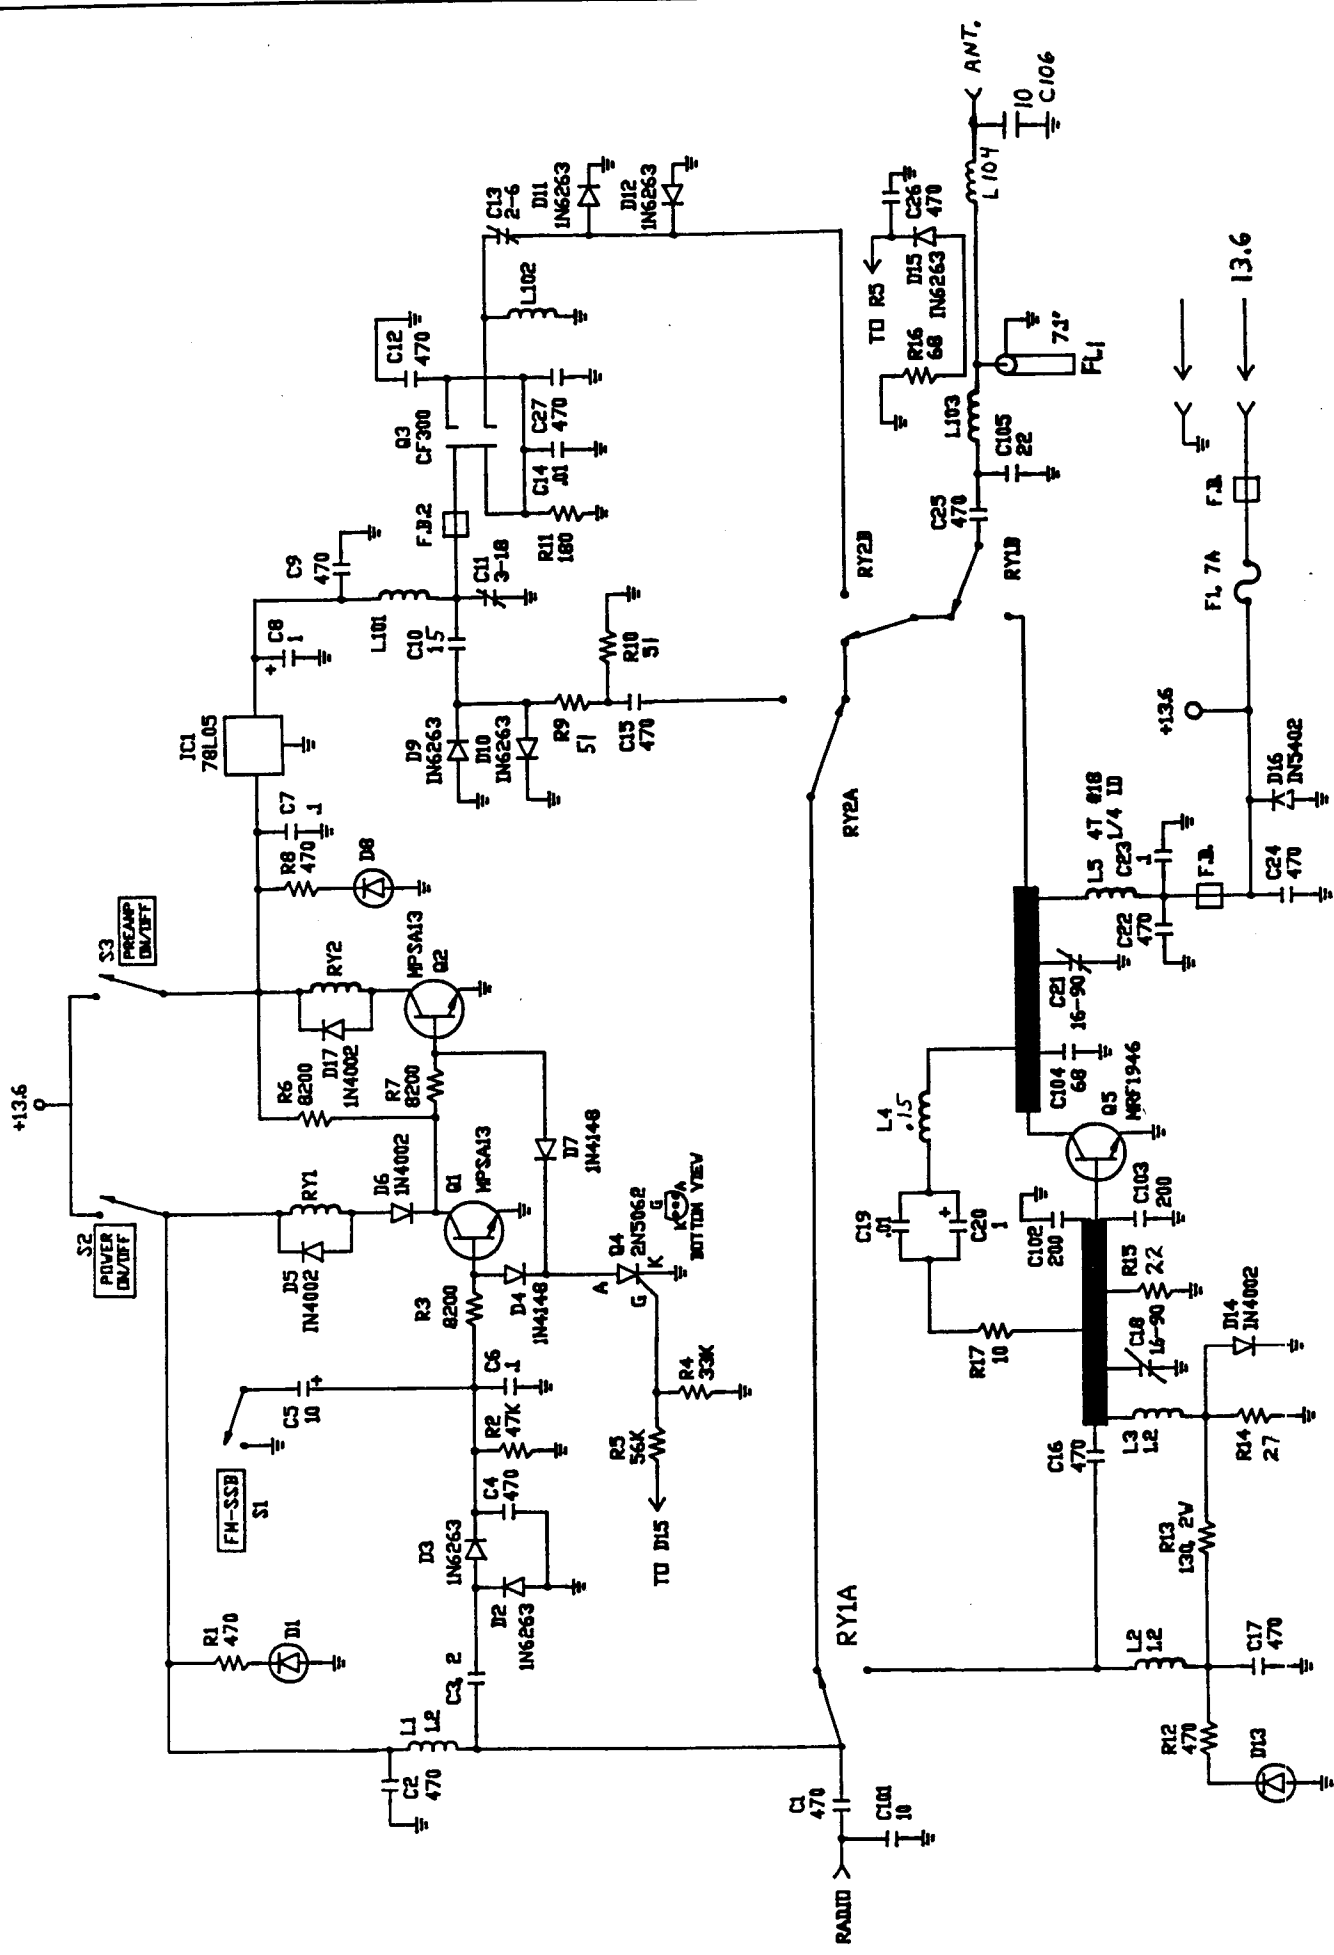 +13.6
S2
POWER
ON/OFF
S3
PREAMP
ON/OFF
FM-SSB
S1
R1
470
D1
L1
1.2
C2
470
C3, 2
D2
1N6263
D3
1N6263
C4
470
R2
47K
C5
10
+
C6
.1
R3
8200
D4
1N4148
D5
1N4002
RY1
D6
1N4002
Q1
MPSA13
R6
8200
D17
1N4002
RY2
R7
8200
MPSA13
Q2
D7
1N4148
Q4
2N5062
A
G
K
G
K
A
BOTTOM VIEW
R4
33K
R5
56K
TO D15
R8
470
D8
C7
.1
IC1
78L05
+
C8
1
C9
470
L101
C10
15
C11
3-18
F.B.2
D9
1N6263
D10
1N6263
R9
51
R10
51
C15
470
R11
180
C14
.01
C27
470
Q3
CF300
C12
470
L102
C13
2-6
D11
1N6263
D12
1N6263
RY2A
RY2B
RY1A
RY1B
RADIO
C1
470
C101
10
C25
470
C105
22
L103
FL1
7.1"
R16
68
D15
1N6263
TO R5
C26
470
L104
ANT.
10
C106
L4
.15
C19
.01
+
C20
1
R17
10
C102
200
C103
200
R15
22
C18
16-90
D14
1N4002
C16
470
L3
1.2
R14
27
R13
130, 2W
L2
1.2
C17
470
R12
470
D13
Q5
MRF1946
C104
68
C21
16-90
C22
470
L5 4T #18
1/4 ID
C23
.1
F.B.
C24
470
D16
1N5402
+13.6
F1, 7A
F.B.
13.6